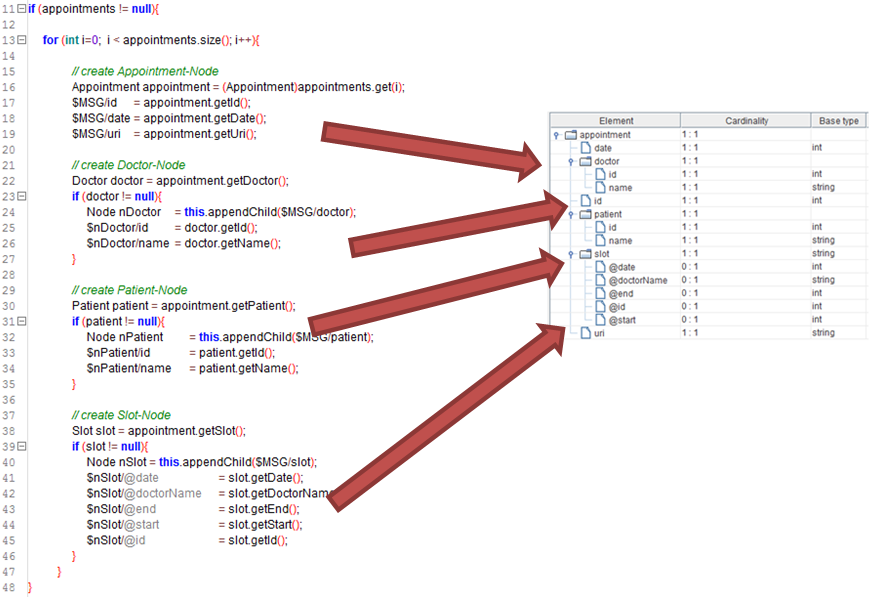 11 if (appointments != null){
12
13 for (int i=0; i < appointments.size(); i++){
14
15 // create Appointment-Node
16 Appointment appointment = (Appointment)appointments.get(i);
17 $MSG/id = appointment.getId();
18 $MSG/date = appointment.getDate();
19 $MSG/uri = appointment.getUri();
20
21 // create Doctor-Node
22 Doctor doctor = appointment.getDoctor();
23 if (doctor != null){
24 Node nDoctor = this.appendChild($MSG/doctor);
25 $nDoctor/id = doctor.getId();
26 $nDoctor/name = doctor.getName();
27 }
28
29 // create Patient-Node
30 Patient patient = appointment.getPatient();
31 if (patient != null){
32 Node nPatient = this.appendChild($MSG/patient);
33 $nPatient/id = patient.getId();
34 $nPatient/name = patient.getName();
35 }
36
37 // create Slot-Node
38 Slot slot = appointment.getSlot();
39 if (slot != null){
40 Node nSlot = this.appendChild($MSG/slot);
41 $nSlot/@date = slot.getDate();
42 $nSlot/@doctorName = slot.getDoctorName
43 $nSlot/@end = slot.getEnd();
44 $nSlot/@start = slot.getStart();
45 $nSlot/@id = slot.getId();
46 }
47 }
48 }
Element Cardinality Base type
appointment 1 : 1
date 1 : 1 int
doctor 1 : 1
id 1 : 1 int
name 1 : 1 string
id 1 : 1 int
patient 1 : 1
id 1 : 1 int
name 1 : 1 string
slot 1 : 1 string
@date 0 : 1 int
@doctorName 0 : 1 string
@end 0 : 1 int
@id 0 : 1 int
@start 0 : 1 int
uri 1 : 1 string